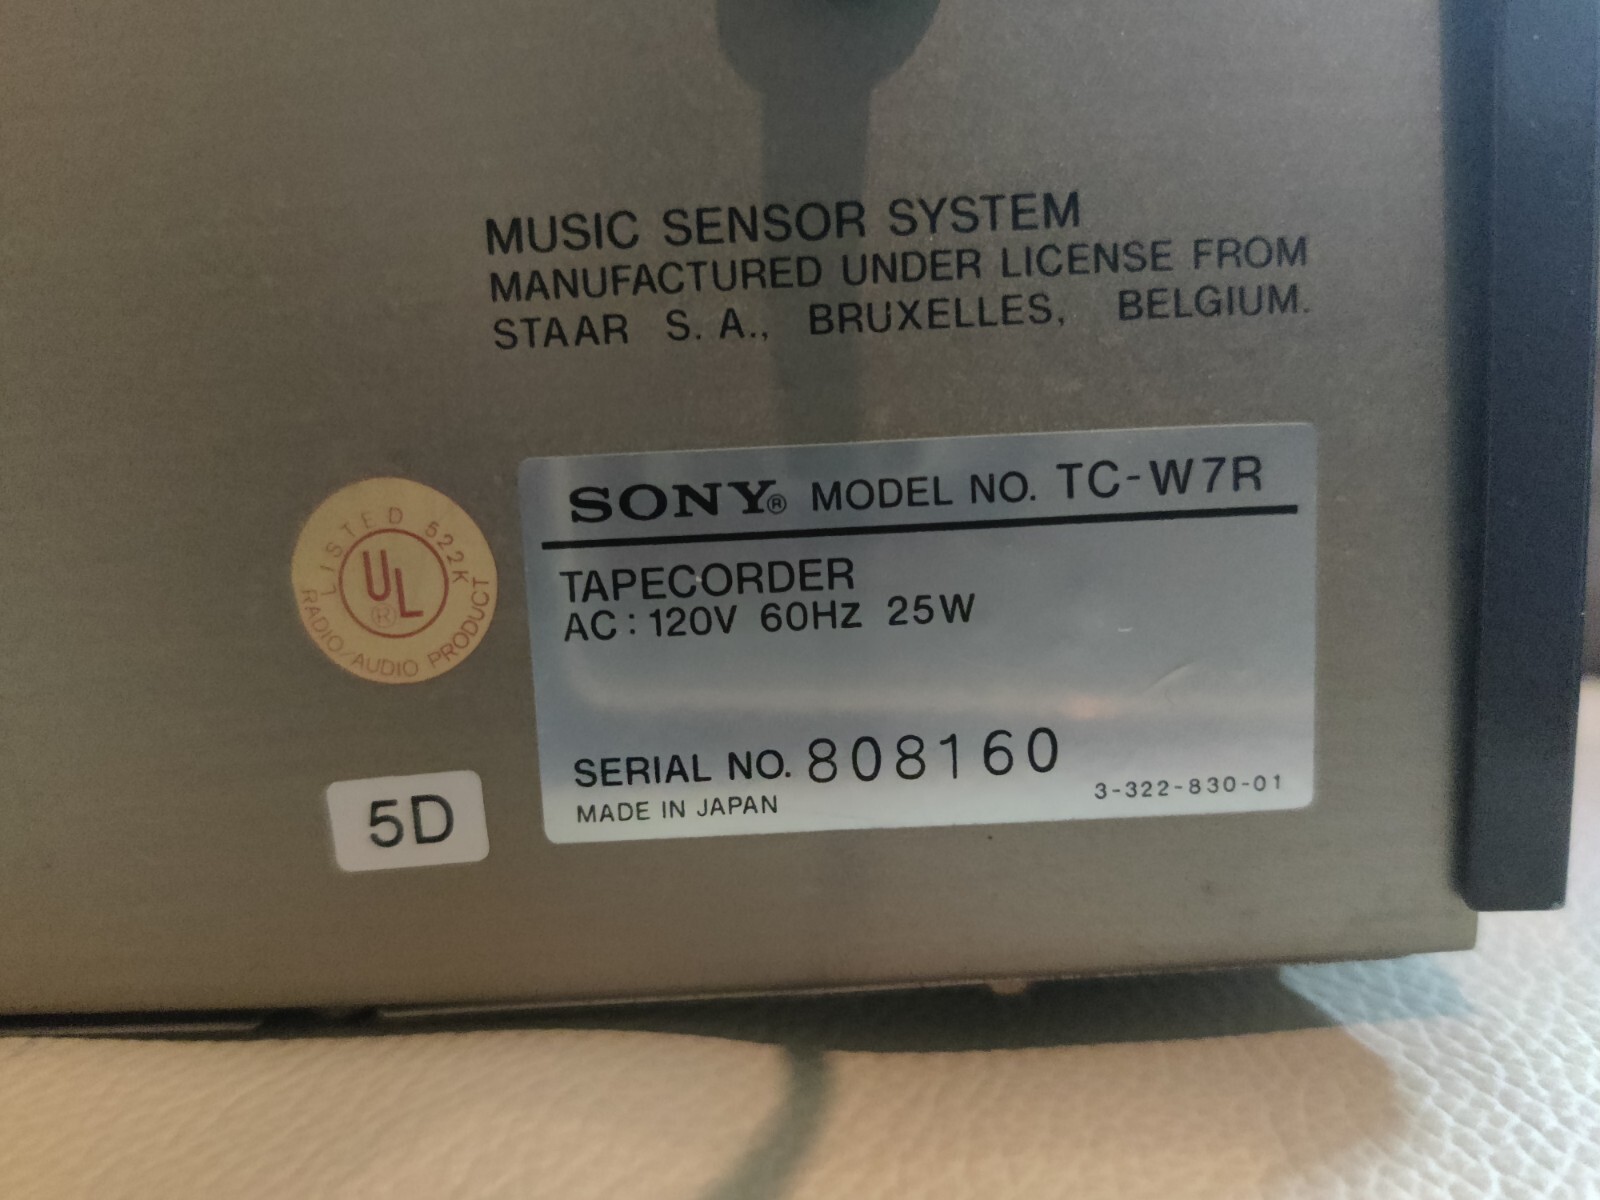 MUSIC SENSOR SYSTEM
MANUFACTURED UNDER LICENSE FROM
STAAR S. A., BRUXELLES, BELGIUM.
SONY® MODEL NO. TC-W7R
TAPECORDER
AC: 120V 60Hz 25W
SERIAL NO. 808160
MADE IN JAPAN
3-322-830-01
LISTED 522K
UL®
RADIO/AUDIO PRODUCT
5D